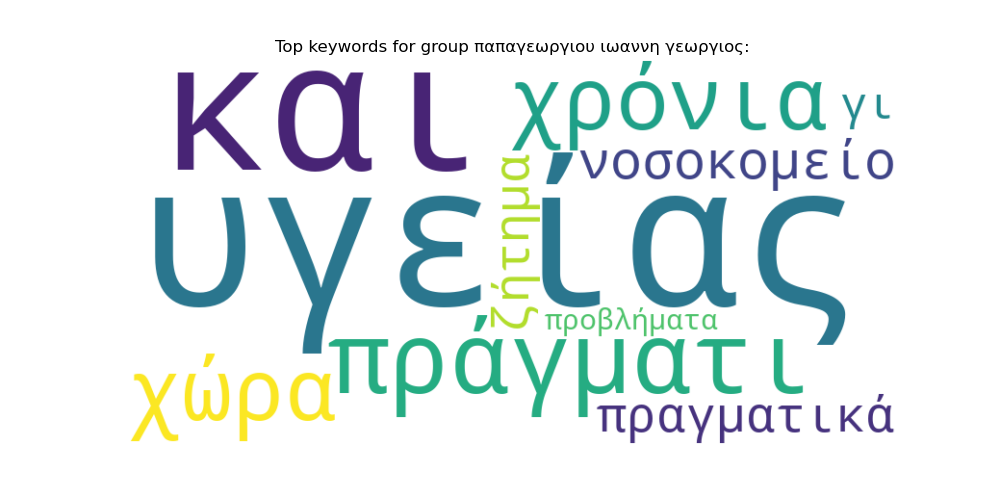 Top keywords for group παπαγεωργιου ιωαννη γεωργιος:
και
χρόνια
γι
νοσοκομείο
ζήτημα
υγείας
προβλήματα
πράγματι
χώρα
πραγματικά